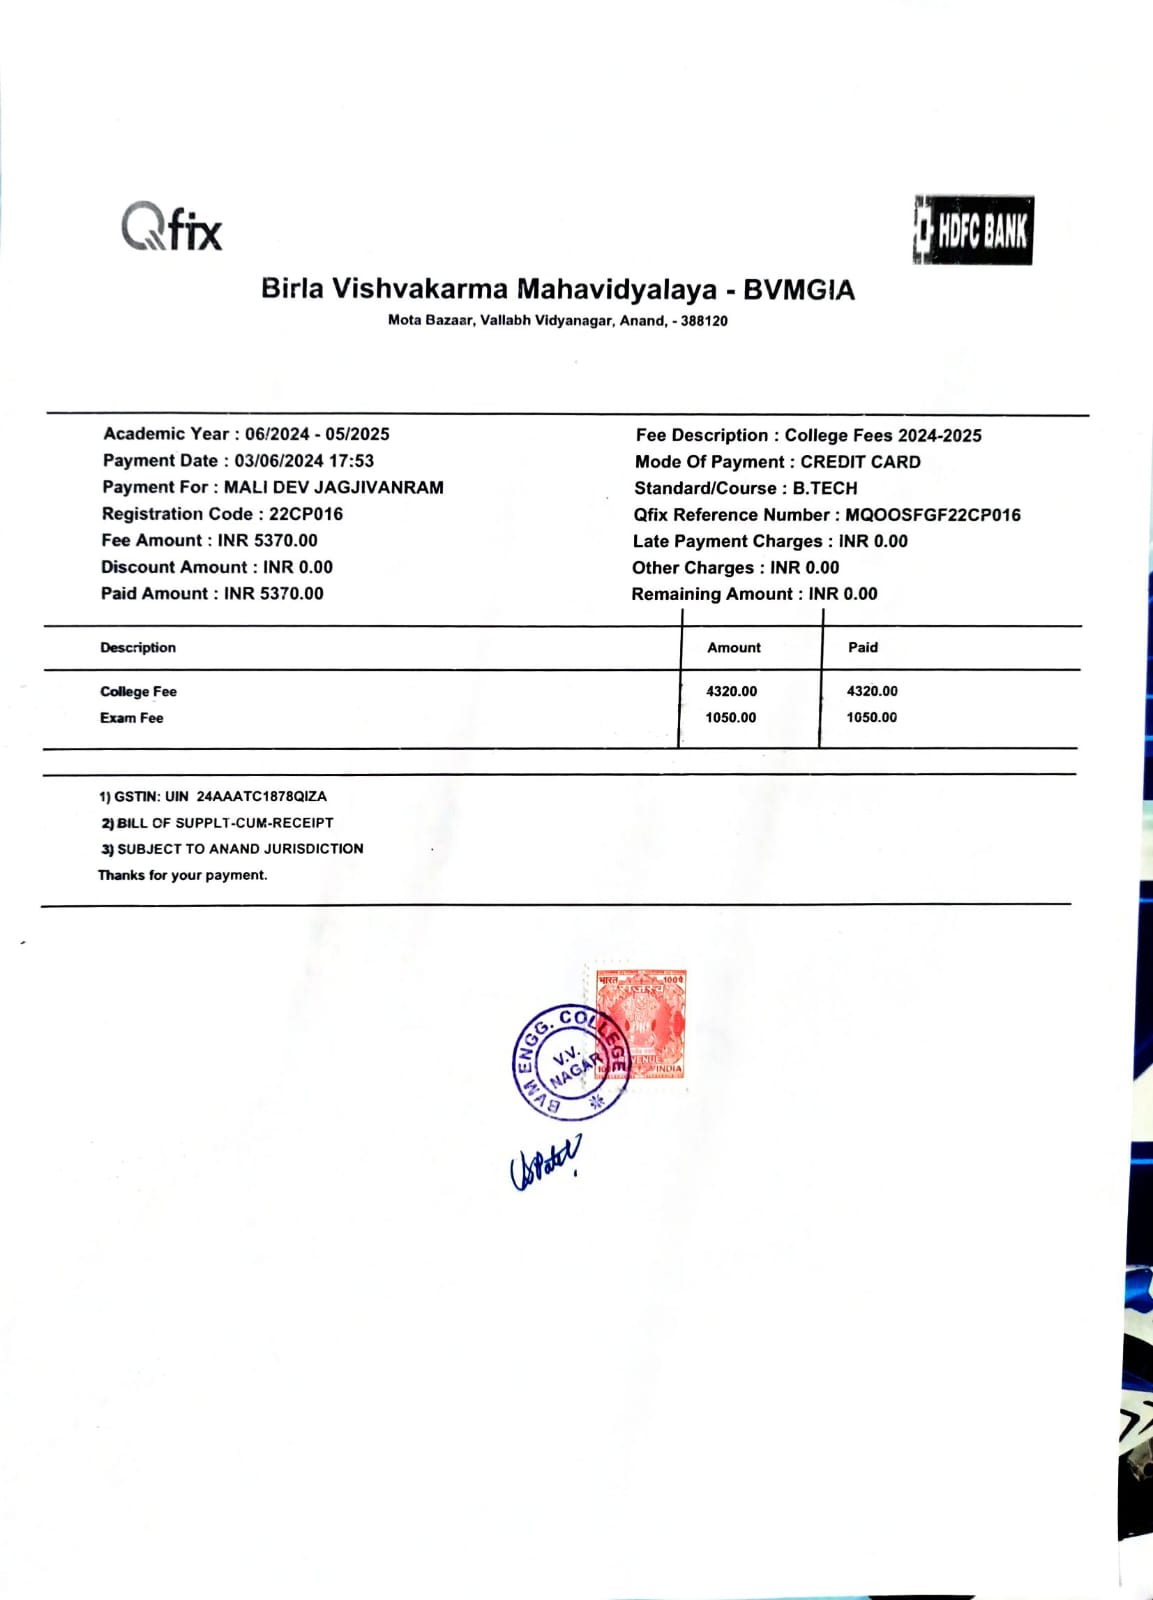 Qfix
HDFC BANK
Birla Vishvakarma Mahavidyalaya - BVMGIA
Mota Bazaar, Vallabh Vidyanagar, Anand, - 388120
Academic Year : 06/2024 - 05/2025
Payment Date : 03/06/2024 17:53
Payment For : MALI DEV JAGJIVANRAM
Registration Code : 22CP016
Fee Amount : INR 5370.00
Discount Amount : INR 0.00
Paid Amount : INR 5370.00
Fee Description : College Fees 2024-2025
Mode Of Payment : CREDIT CARD
Standard/Course : B.TECH
Qfix Reference Number : MQOOSFGF22CP016
Late Payment Charges : INR 0.00
Other Charges : INR 0.00
Remaining Amount : INR 0.00
Description Amount Paid
College Fee 4320.00 4320.00
Exam Fee 1050.00 1050.00
1) GSTIN: UIN 24AAATC1878QIZA
2) BILL OF SUPPLT-CUM-RECEIPT
3) SUBJECT TO ANAND JURISDICTION
Thanks for your payment.
भारत 100पै
राजस्व
INDIA
BVM ENGG. COLLEGE
V.V.
NAGAR